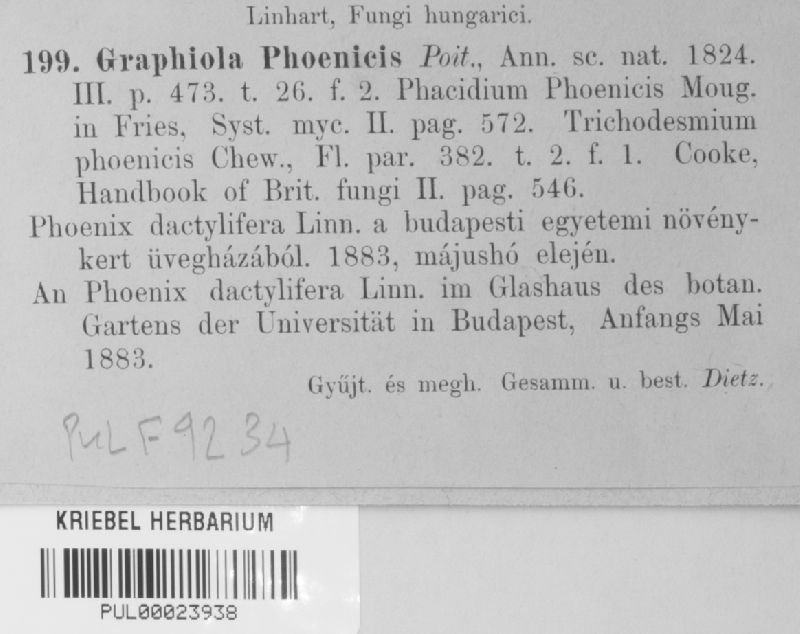 Linhart, Fungi hungarici.
199. Graphiola Phoenicis Poit., Ann. sc. nat. 1824.
III. p. 473. t. 26. f. 2. Phacidium Phoenicis Moug.
in Fries, Syst. myc. II. pag. 572. Trichodesmium
phoenicis Chew., Fl. par. 382. t. 2. f. 1. Cooke,
Handbook of Brit. fungi II. pag. 546.
Phoenix dactylifera Linn. a budapesti egyetemi növény-
kert üvegházából. 1883, májushó elején.
An Phoenix dactylifera Linn. im Glashaus des botan.
Gartens der Universität in Budapest, Anfangs Mai
1883.
Gyűjt. és megh. Gesamm. u. best. Dietz.
PUL F9234
KRIEBEL HERBARIUM
PUL00023938